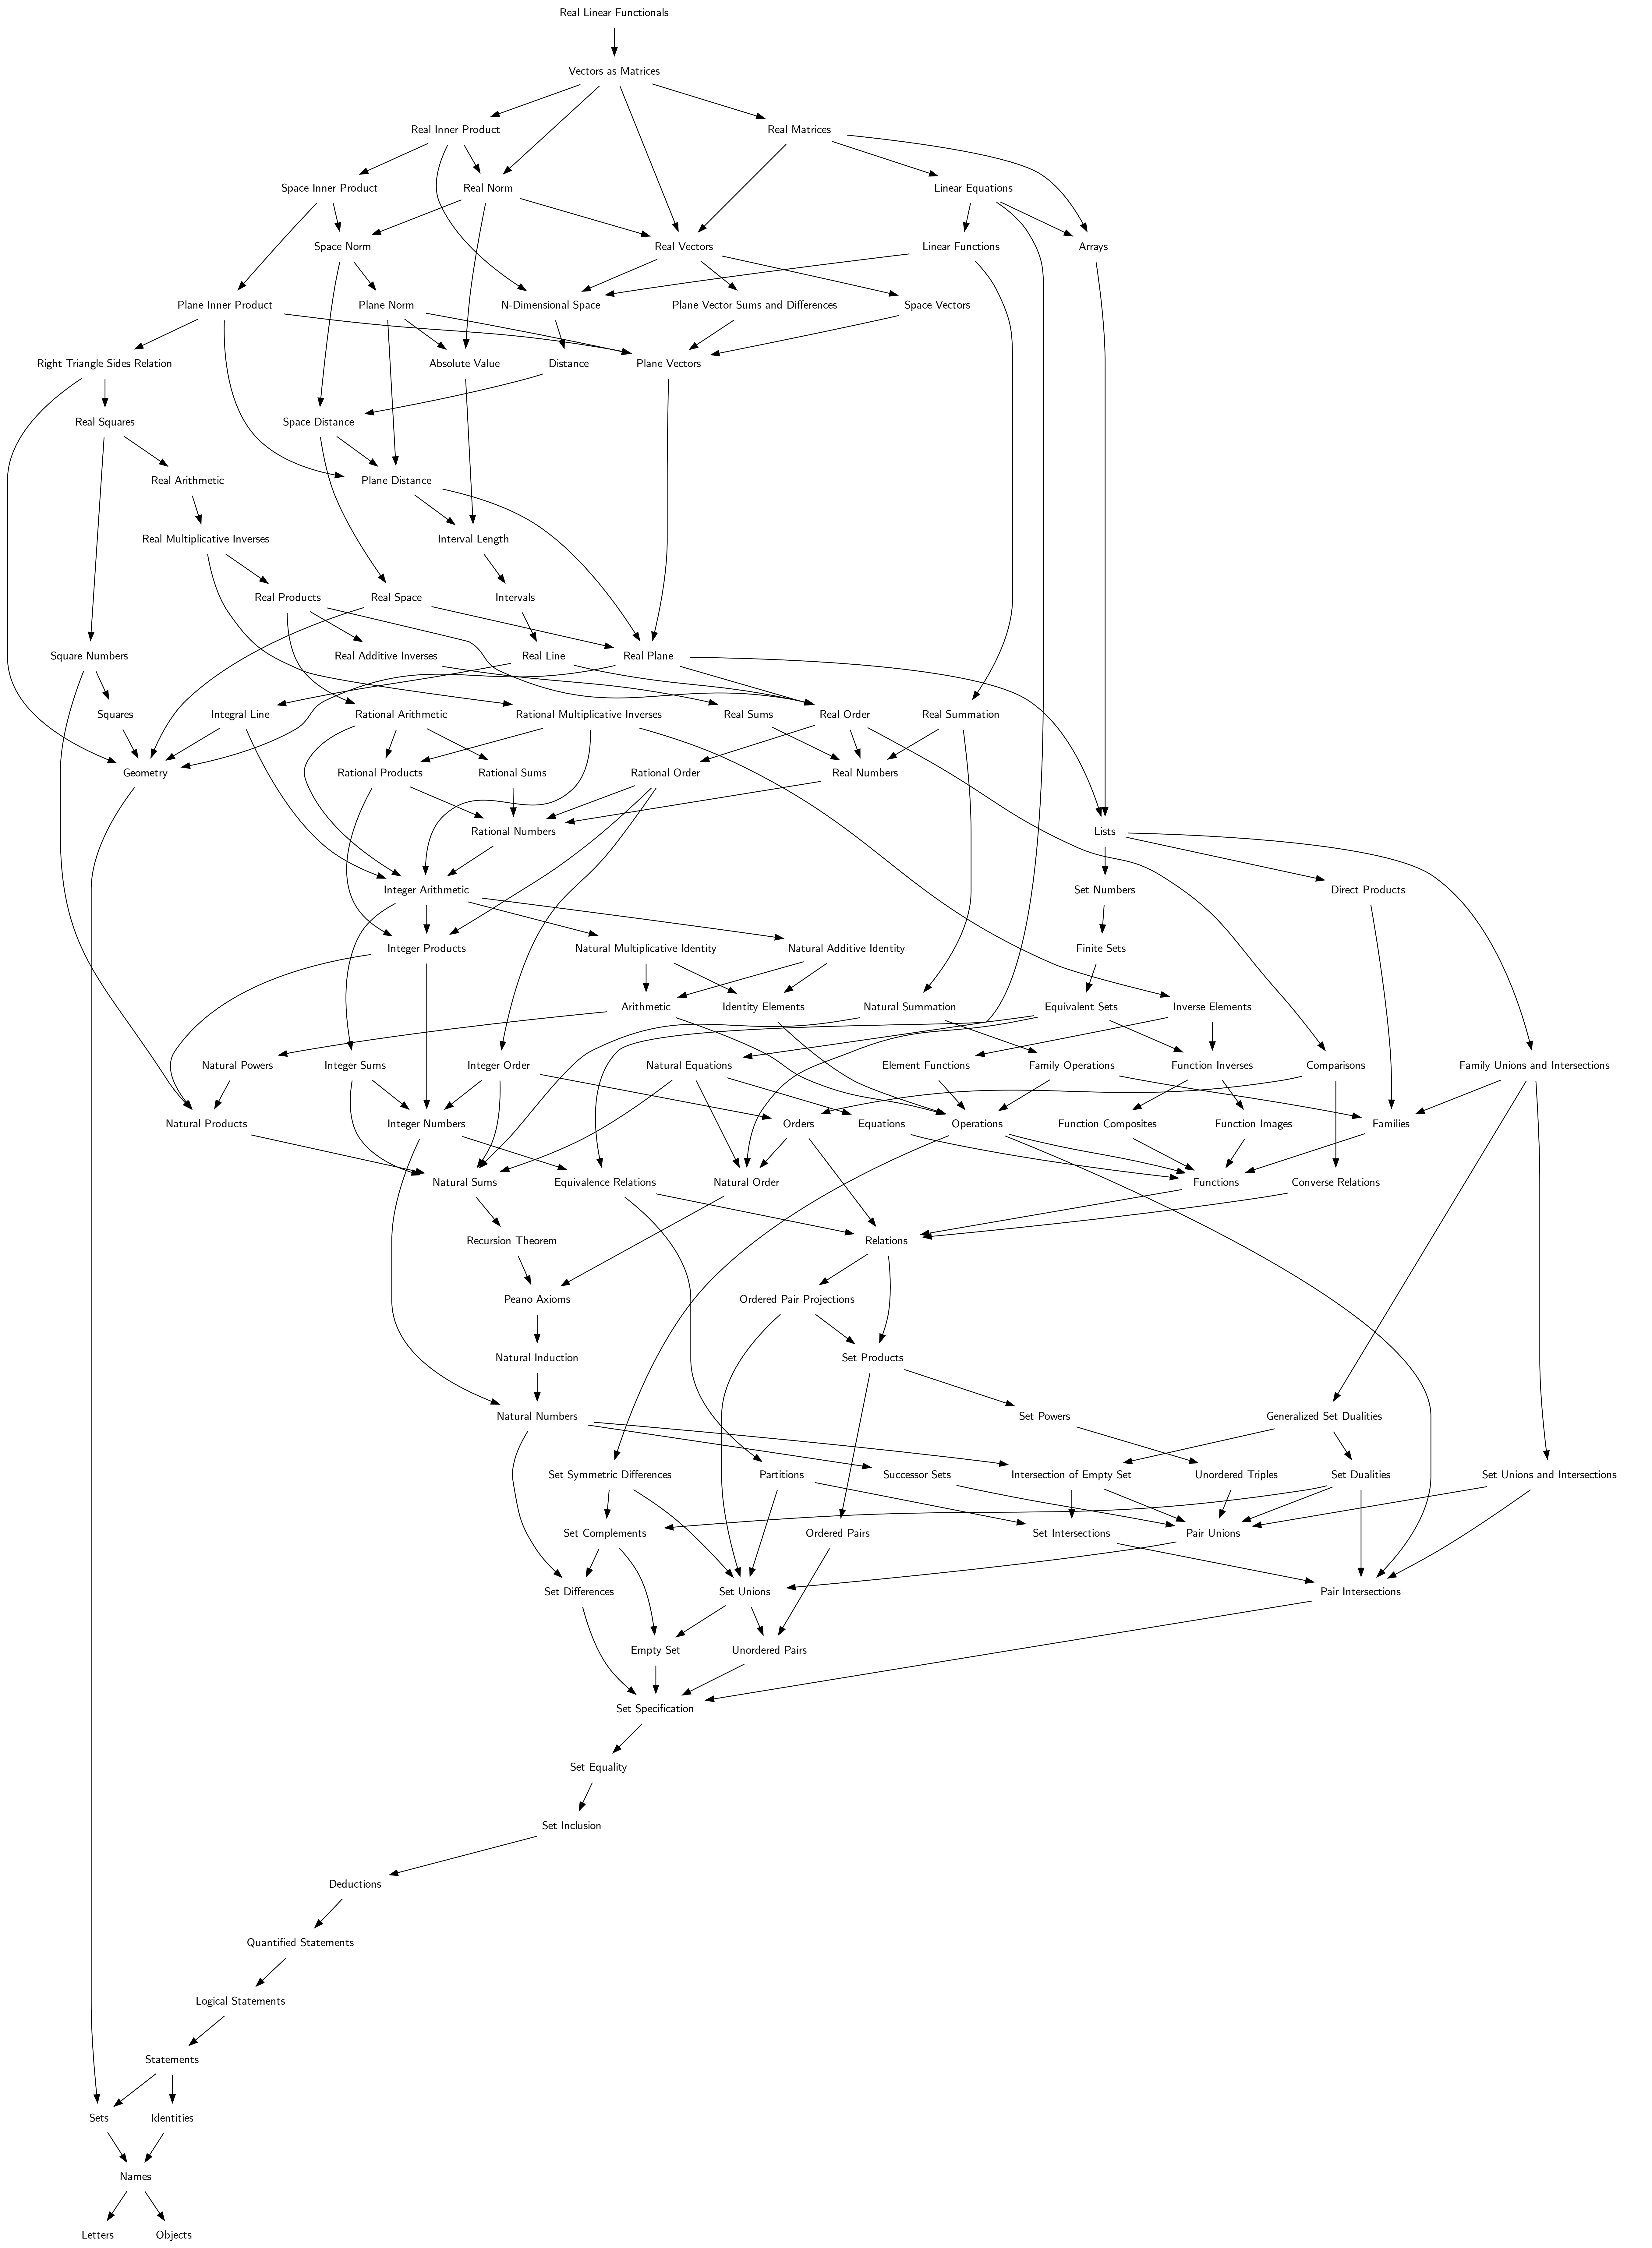 Real Linear Functionals
Vectors as Matrices
Real Inner Product
Real Matrices
Space Inner Product
Real Norm
Linear Equations
Space Norm
Real Vectors
Linear Functions
Arrays
Plane Inner Product
Plane Norm
N-Dimensional Space
Plane Vector Sums and Differences
Space Vectors
Right Triangle Sides Relation
Absolute Value
Distance
Plane Vectors
Real Squares
Space Distance
Real Arithmetic
Plane Distance
Real Multiplicative Inverses
Interval Length
Real Products
Real Space
Intervals
Square Numbers
Real Additive Inverses
Real Line
Real Plane
Squares
Integral Line
Rational Arithmetic
Rational Multiplicative Inverses
Real Sums
Real Order
Real Summation
Geometry
Rational Products
Rational Sums
Rational Order
Real Numbers
Rational Numbers
Lists
Integer Arithmetic
Set Numbers
Direct Products
Integer Products
Natural Multiplicative Identity
Natural Additive Identity
Finite Sets
Arithmetic
Identity Elements
Natural Summation
Equivalent Sets
Inverse Elements
Natural Powers
Integer Sums
Integer Order
Natural Equations
Element Functions
Family Operations
Function Inverses
Comparisons
Family Unions and Intersections
Natural Products
Integer Numbers
Orders
Equations
Operations
Function Composites
Function Images
Families
Natural Sums
Equivalence Relations
Natural Order
Functions
Converse Relations
Recursion Theorem
Relations
Peano Axioms
Ordered Pair Projections
Natural Induction
Set Products
Natural Numbers
Set Powers
Generalized Set Dualities
Set Symmetric Differences
Partitions
Successor Sets
Intersection of Empty Set
Unordered Triples
Set Dualities
Set Unions and Intersections
Set Complements
Ordered Pairs
Set Intersections
Pair Unions
Set Differences
Set Unions
Pair Intersections
Empty Set
Unordered Pairs
Set Specification
Set Equality
Set Inclusion
Deductions
Quantified Statements
Logical Statements
Statements
Sets
Identities
Names
Letters
Objects